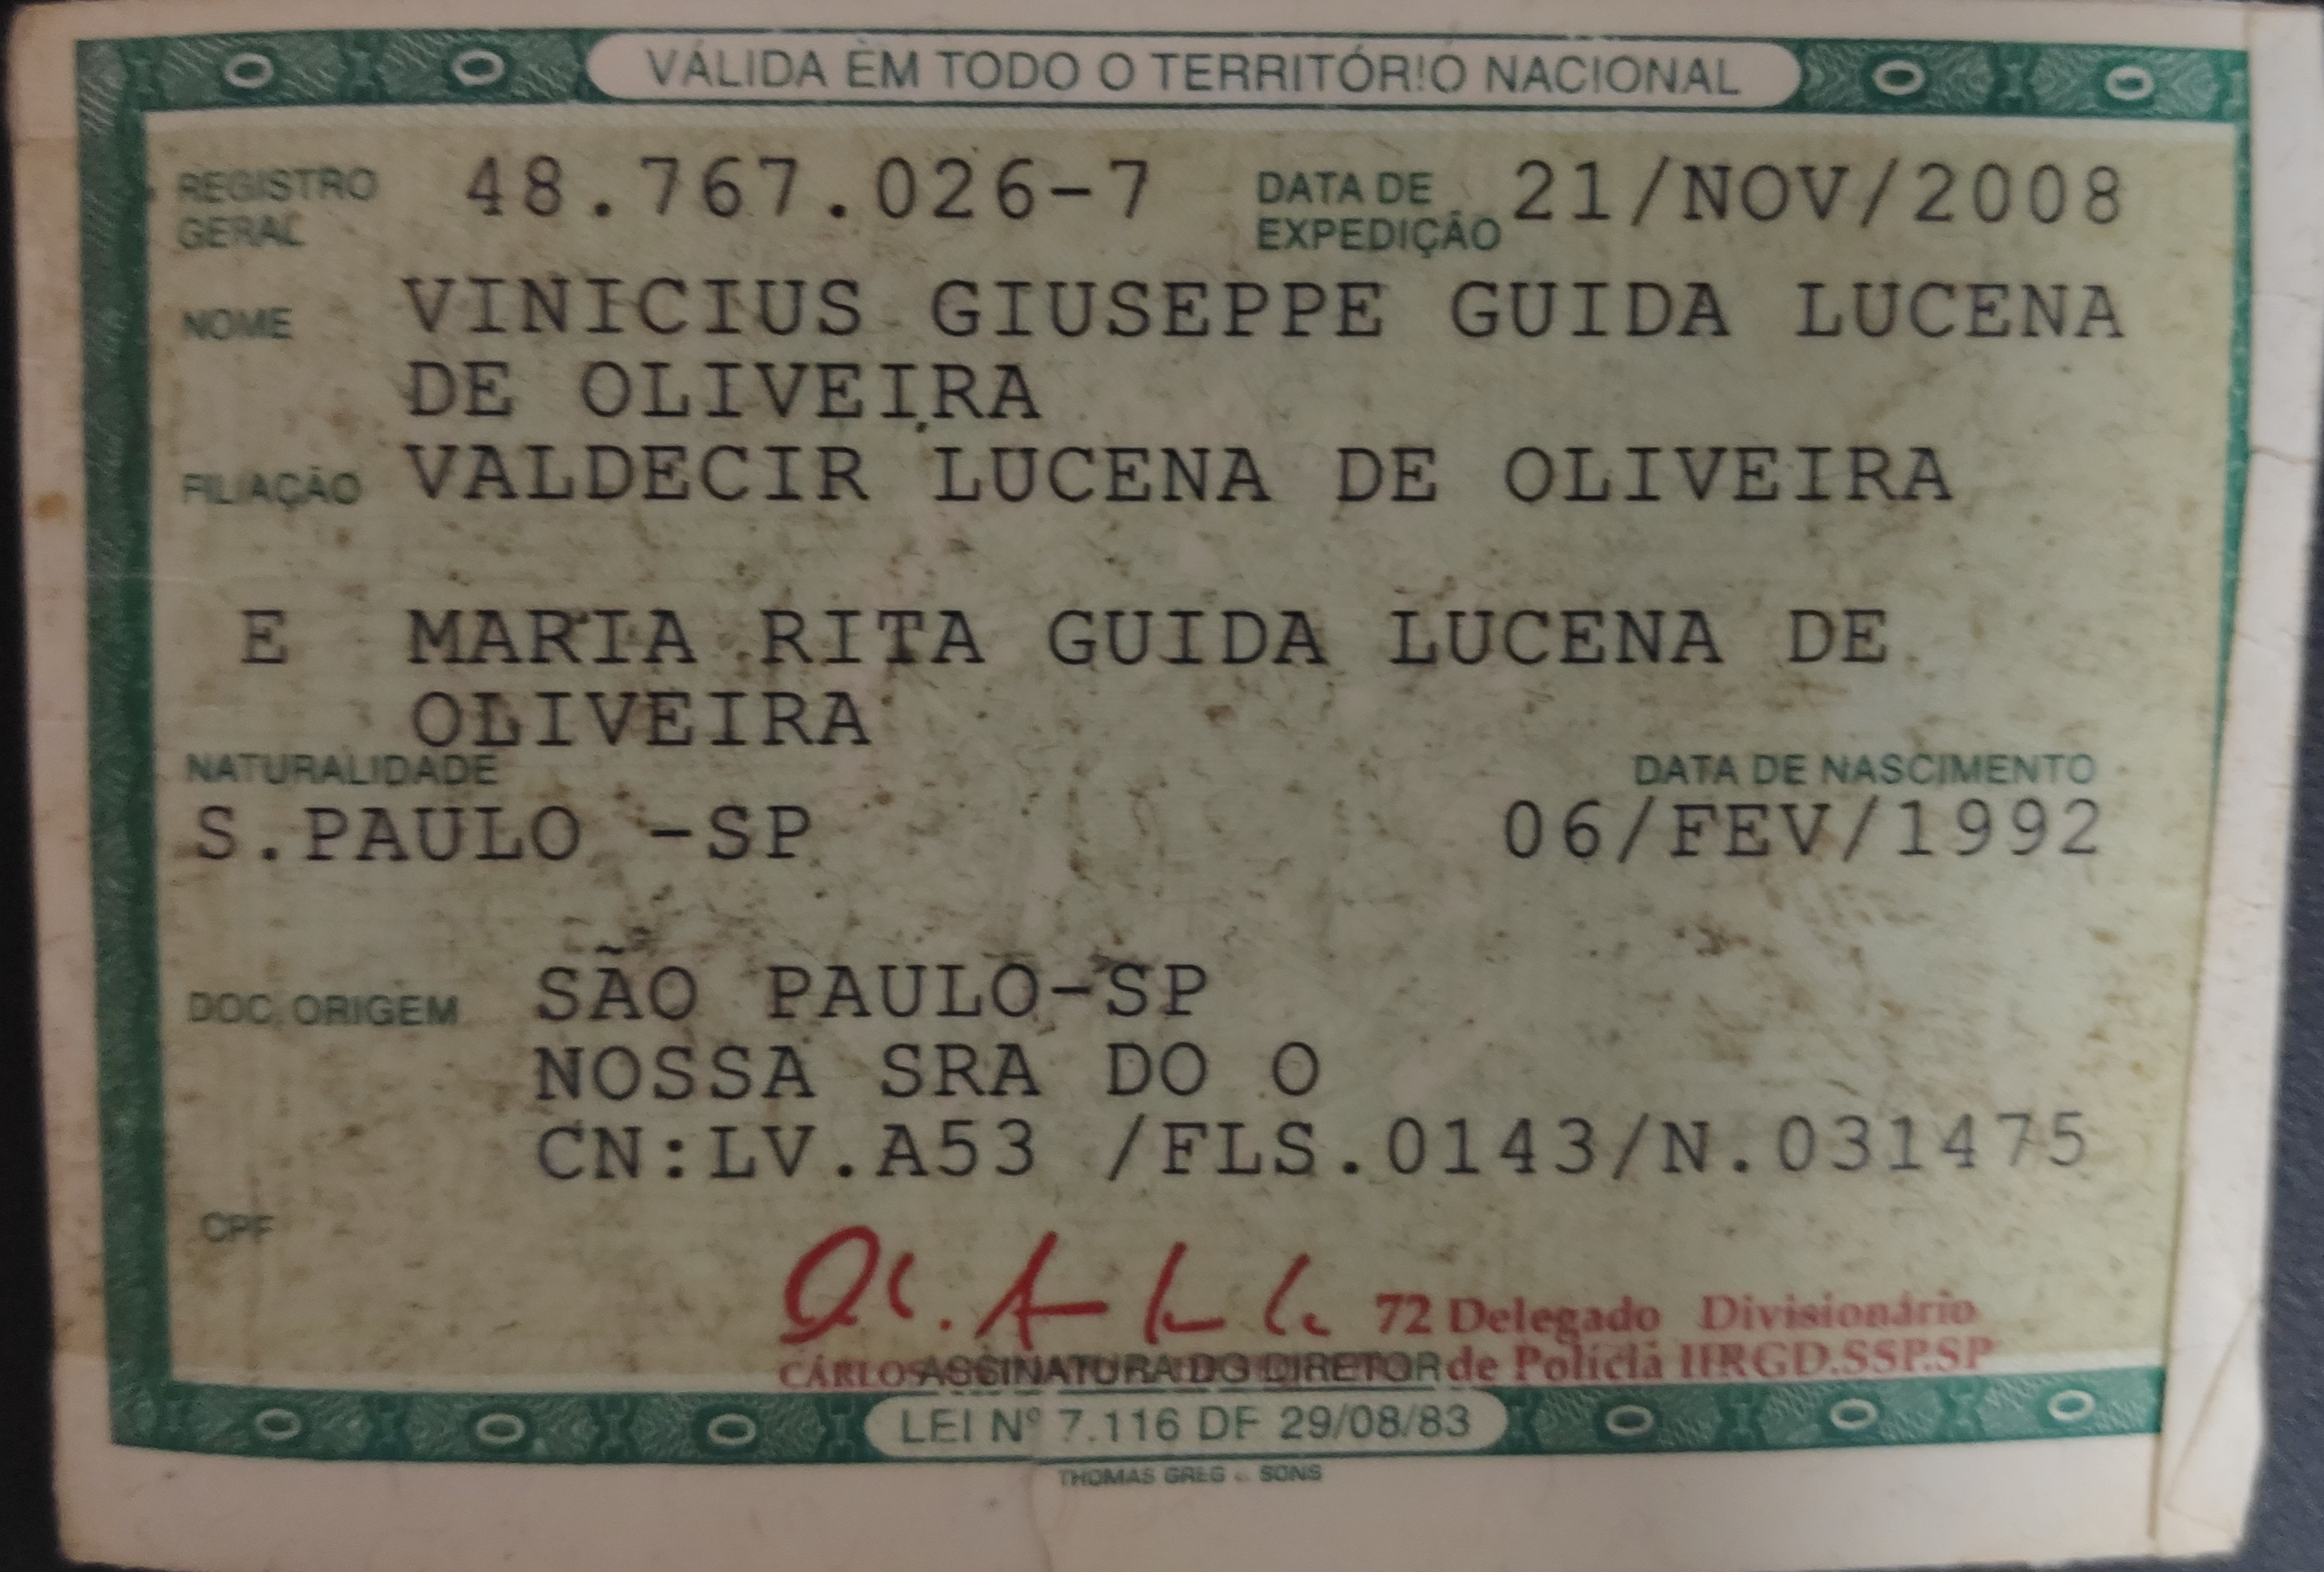 VÁLIDA EM TODO O TERRITÓRIO NACIONAL
REGISTRO GERAL 48.767.026-7 DATA DE EXPEDIÇÃO 21/NOV/2008
NOME VINICIUS GIUSEPPE GUIDA LUCENA
DE OLIVEIRA
FILIAÇÃO VALDECIR LUCENA DE OLIVEIRA
E MARIA RITA GUIDA LUCENA DE
OLIVEIRA
NATURALIDADE DATA DE NASCIMENTO
S.PAULO -SP 06/FEV/1992
DOC. ORIGEM SÃO PAULO-SP
NOSSA SRA DO O
CN:LV.A53 /FLS.0143/N.031475
CPF
72 Delegado Divisionário
CARLOS ASSINATURA DO DIRETOR de Polícia IIRGD.SSP.SP
LEI Nº 7.116 DE 29/08/83
THOMAS GREG & SONS